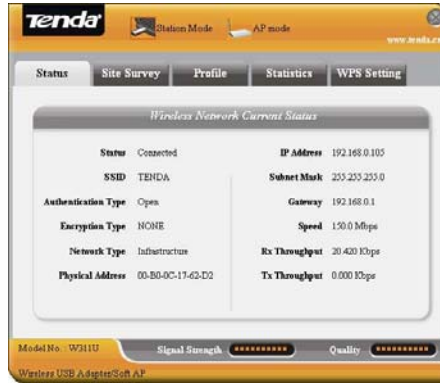 Tenda
Station Mode
AP mode
Status Site Survey Profile Statistics WPS Setting
Wireless Network Current Status
Status Connected
SSID TENDA
Authentication Type Open
Encryption Type NONE
Network Type Infrastructure
Physical Address 00-B0-0C-17-62-D2
IP Address 192.168.0.105
Subnet Mask 255.255.255.0
Gateway 192.168.0.1
Speed 150.0 Mbps
Rx Throughput 20.420 Kbps
Tx Throughput 0.000 Kbps
Model No. : W311U
Signal Strength
Quality
Wireless USB Adapter/Soft AP